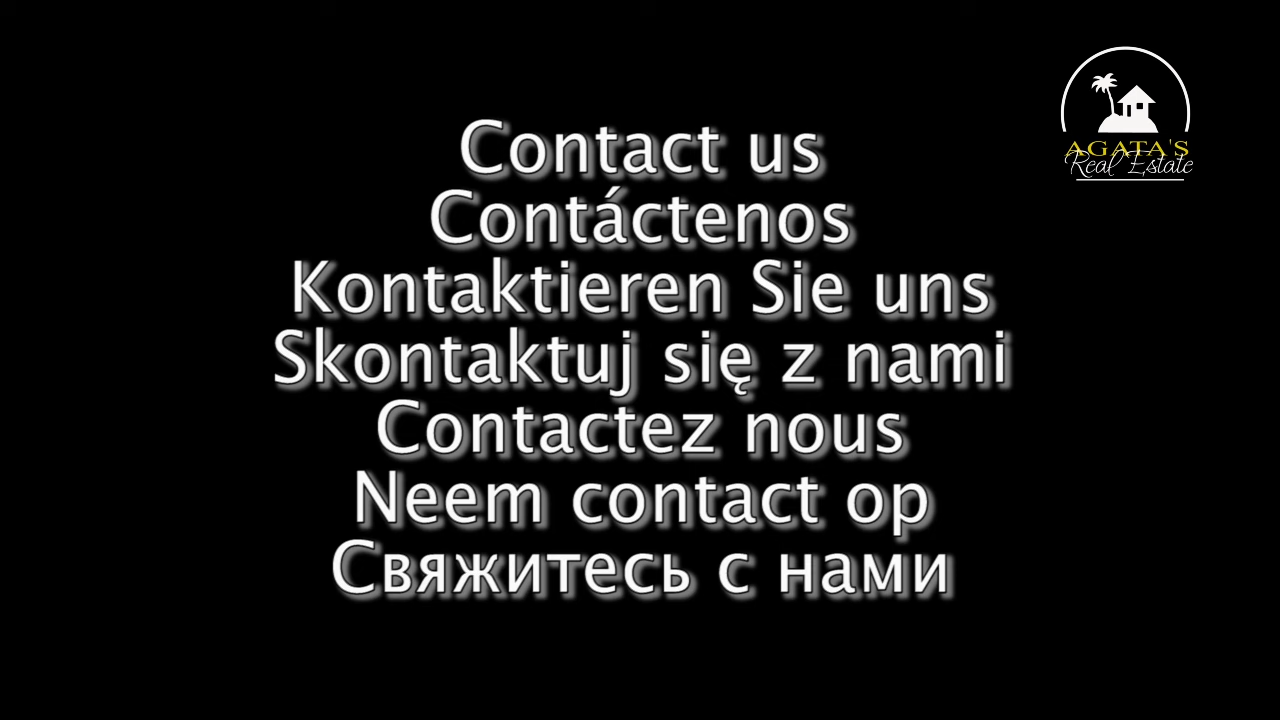 Contact us
Contáctenos
Kontaktieren Sie uns
Skontaktuj się z nami
Contactez nous
Neem contact op
Свяжитесь с нами
AGATA'S
Real Estate